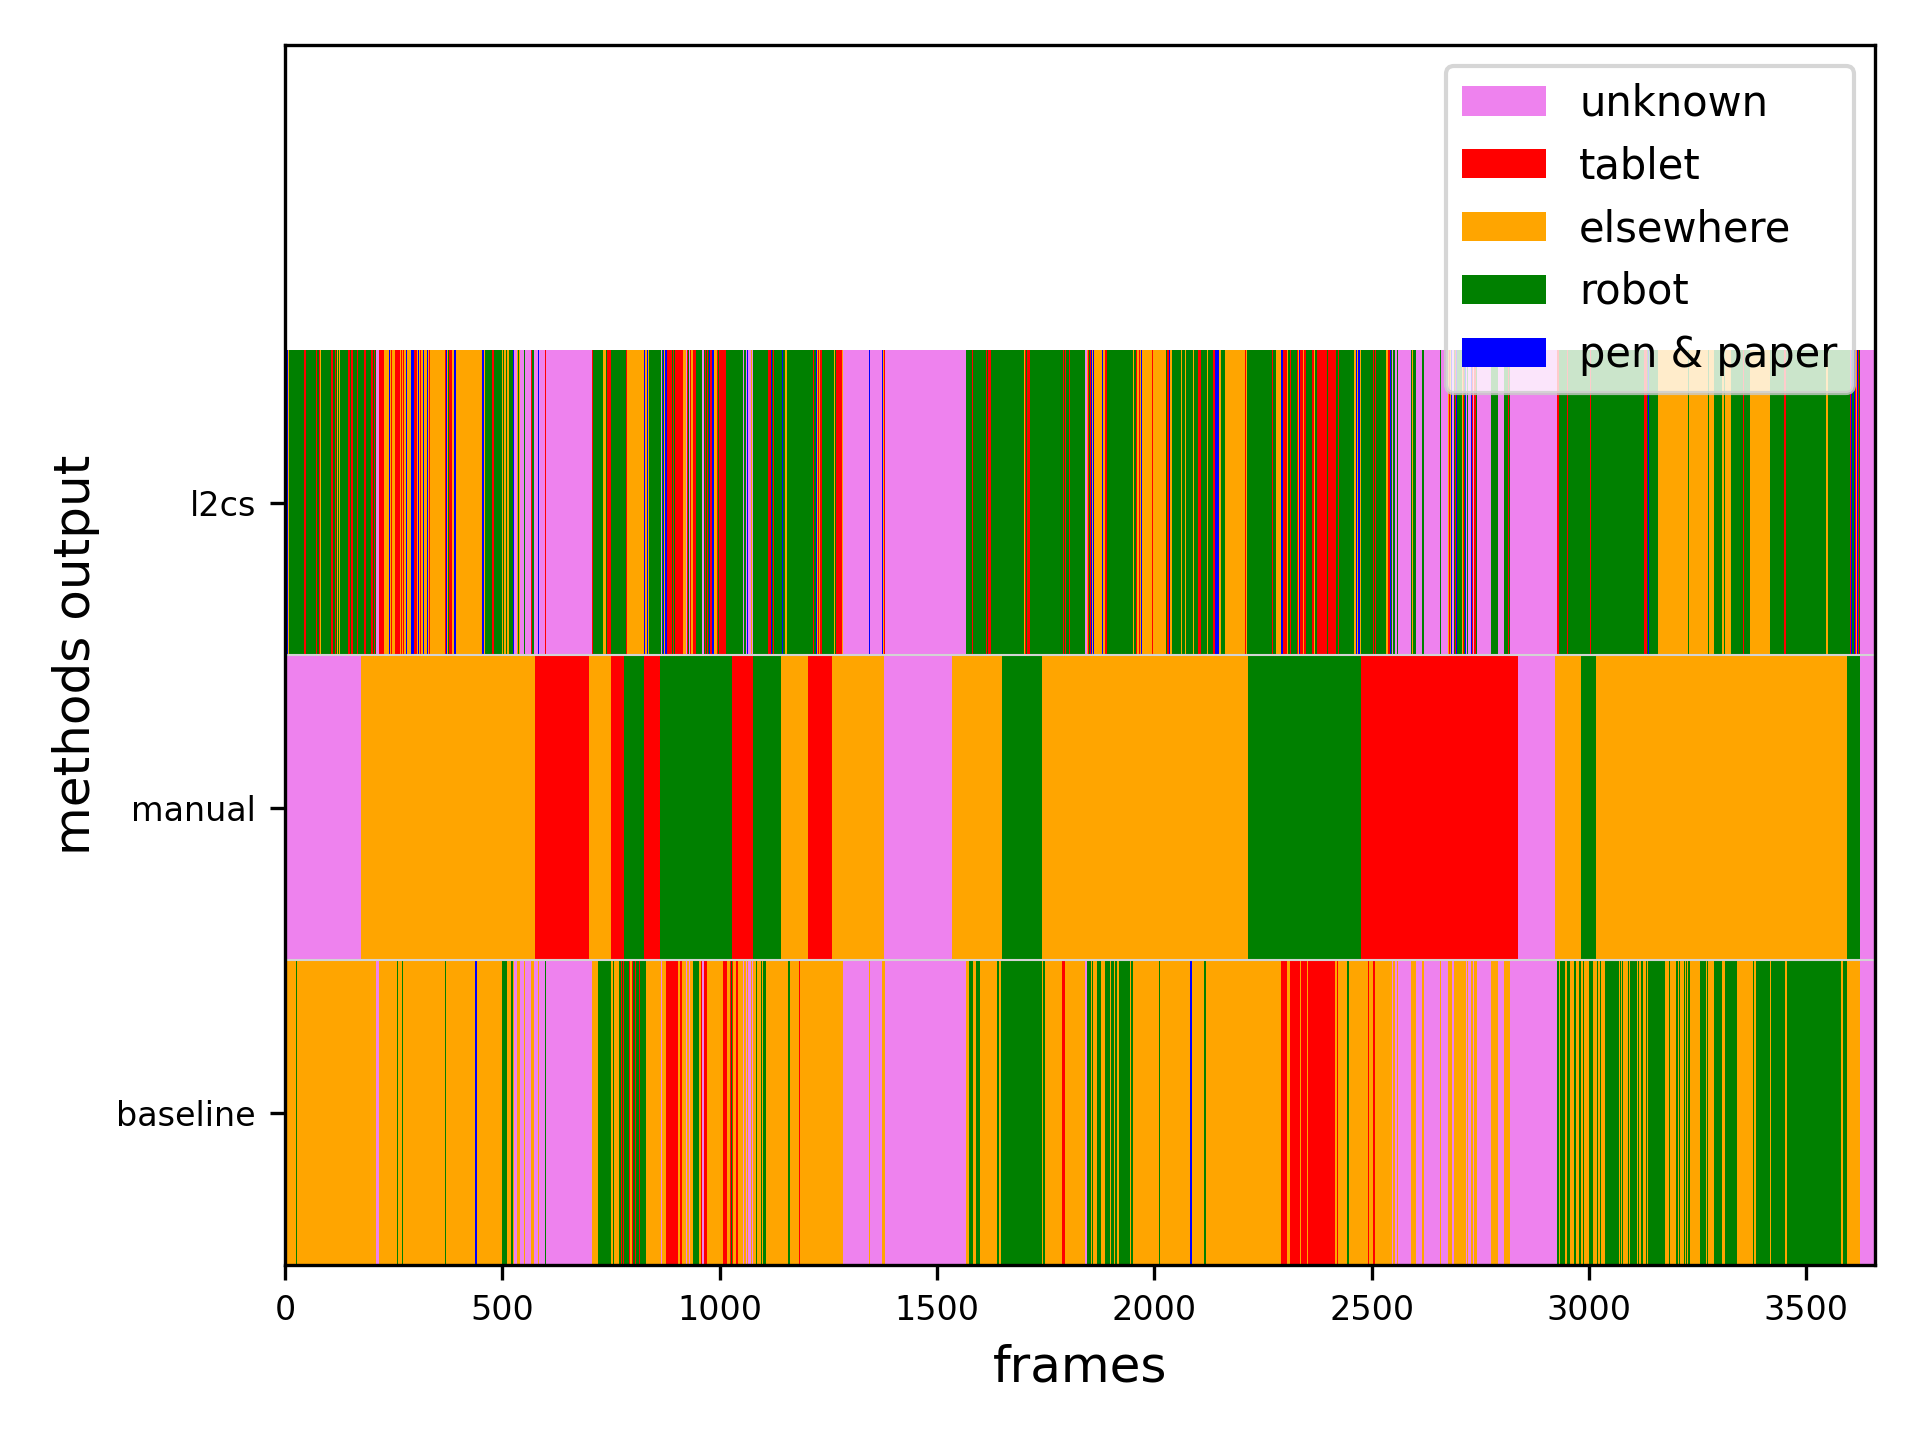 unknown
tablet
elsewhere
robot
pen & paper
methods output
l2cs
manual
baseline
0 500 1000 1500 2000 2500 3000 3500
frames